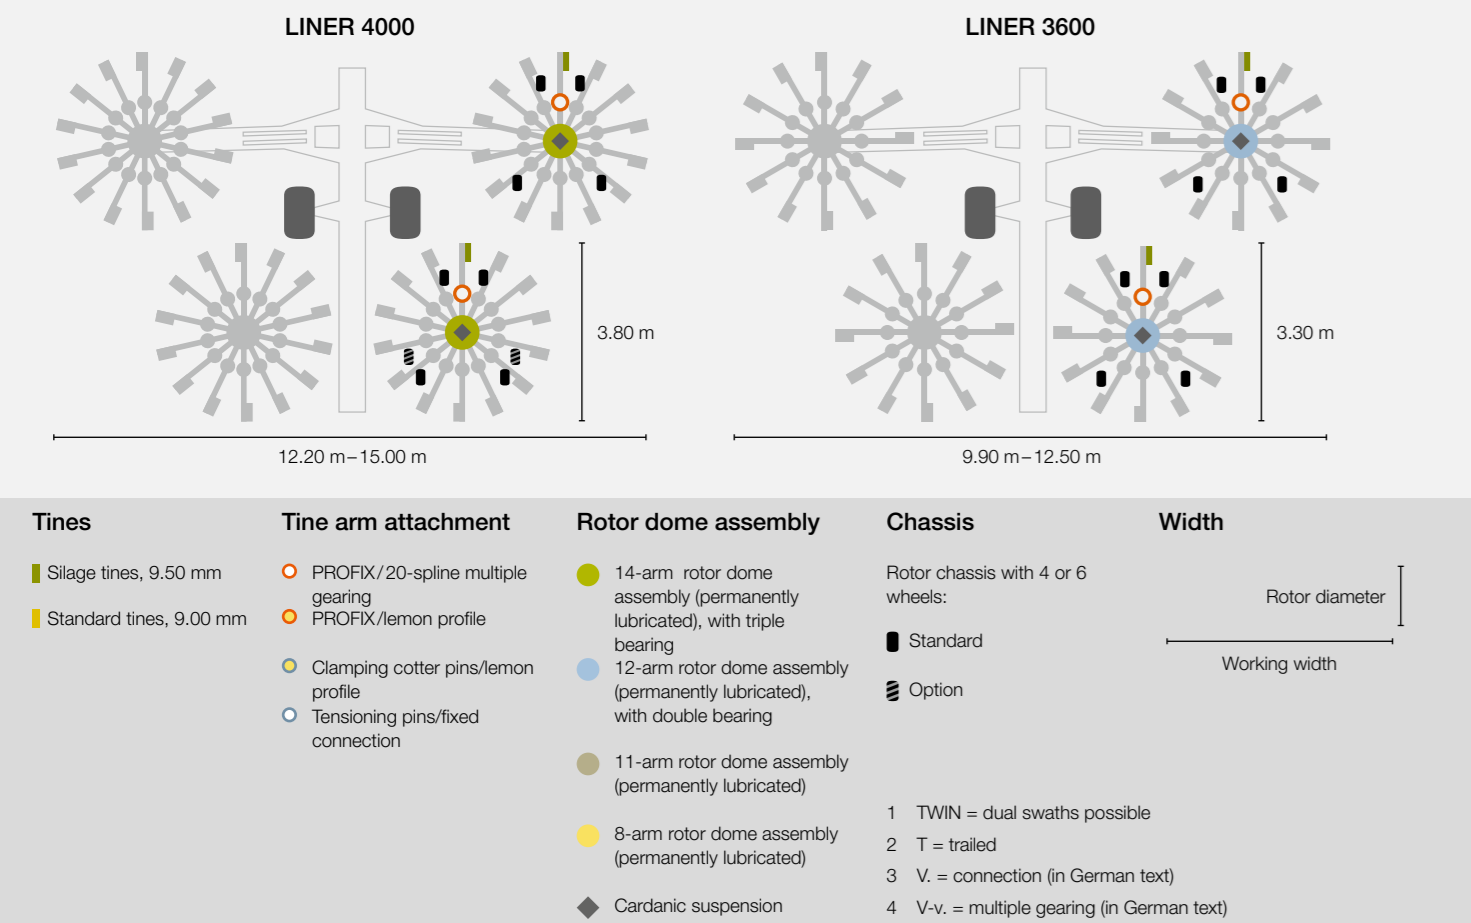 LINER 4000
LINER 3600
3.80 m
3.30 m
12.20 m–15.00 m
9.90 m–12.50 m
Tines
Silage tines, 9.50 mm
Standard tines, 9.00 mm
Tine arm attachment
PROFIX/20-spline multiple
gearing
PROFIX/lemon profile
Clamping cotter pins/lemon
profile
Tensioning pins/fixed
connection
Rotor dome assembly
14-arm rotor dome
assembly (permanently
lubricated), with triple
bearing
12-arm rotor dome assembly
(permanently lubricated),
with double bearing
11-arm rotor dome assembly
(permanently lubricated)
8-arm rotor dome assembly
(permanently lubricated)
Cardanic suspension
Chassis
Rotor chassis with 4 or 6
wheels:
Standard
Option
1 TWIN = dual swaths possible
2 T = trailed
3 V. = connection (in German text)
4 V-v. = multiple gearing (in German text)
Width
Rotor diameter
Working width